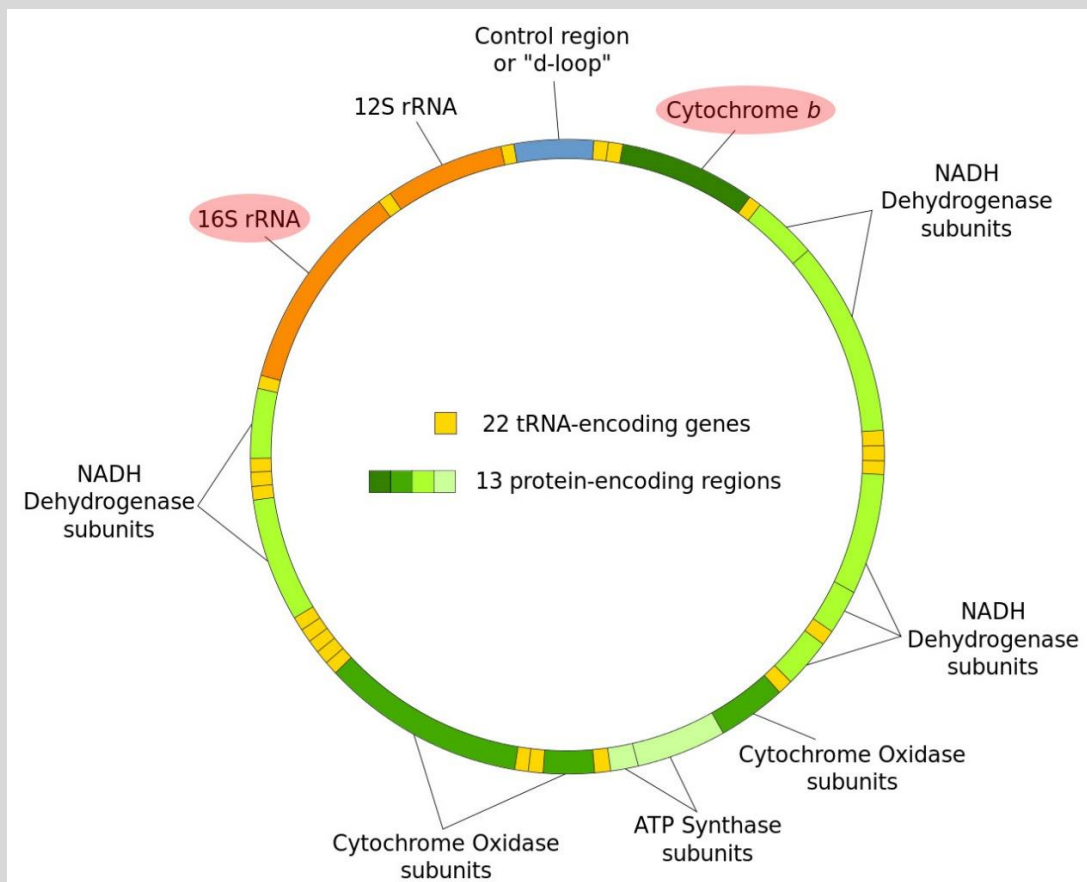 Control region
or "d-loop"
12S rRNA
Cytochrome b
NADH
Dehydrogenase
subunits
16S rRNA
22 tRNA-encoding genes
13 protein-encoding regions
NADH
Dehydrogenase
subunits
NADH
Dehydrogenase
subunits
Cytochrome Oxidase
subunits
ATP Synthase
subunits
Cytochrome Oxidase
subunits